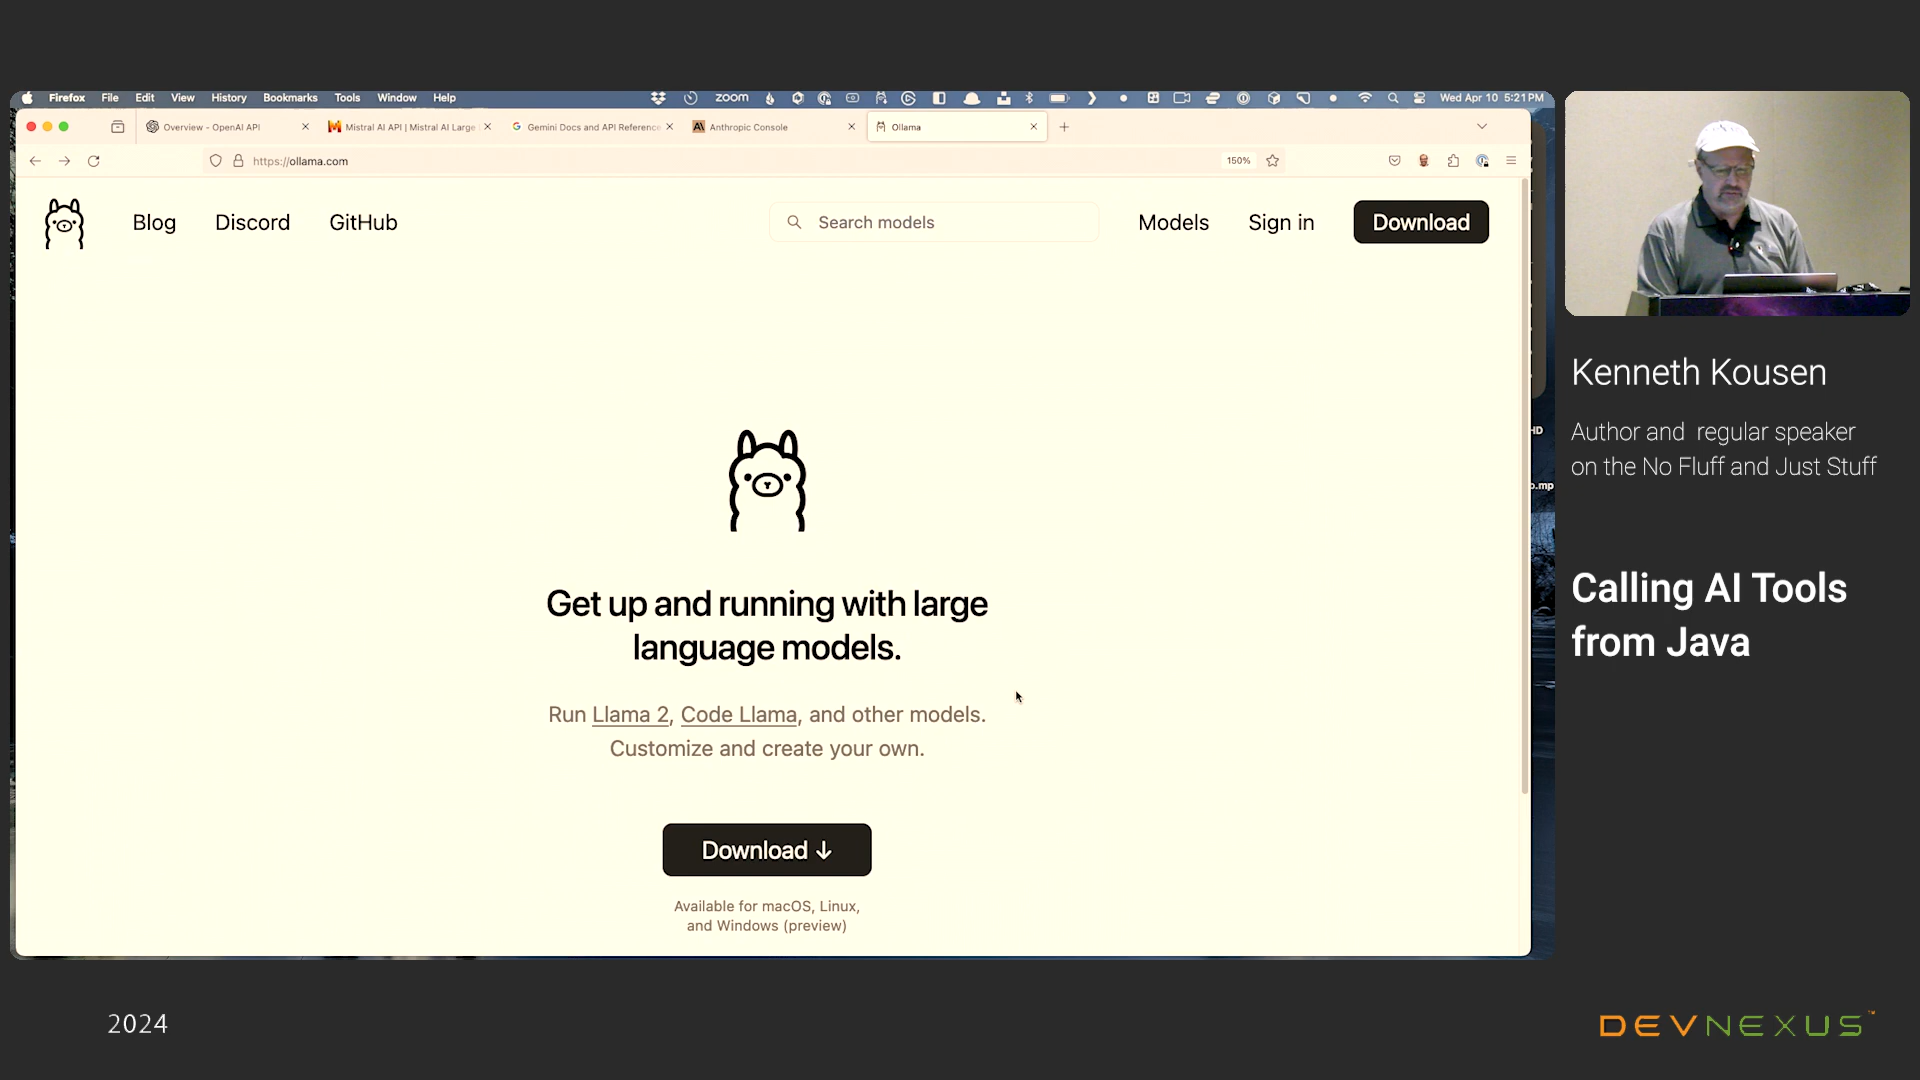 Firefox File Edit View History Bookmarks Tools Window Help zoom Wed Apr 10 5:21 PM
Overview - OpenAI API
Mistral AI API | Mistral AI Large
Gemini Docs and API Reference
Anthropic Console
Ollama
https://ollama.com
150%
Blog Discord GitHub
Search models
Models Sign in Download
Get up and running with large
language models.
Run Llama 2, Code Llama, and other models.
Customize and create your own.
Download ↓
Available for macOS, Linux,
and Windows (preview)
HD
o.mp
Kenneth Kousen
Author and regular speaker
on the No Fluff and Just Stuff
Calling AI Tools
from Java
2024
DEVNEXUS™